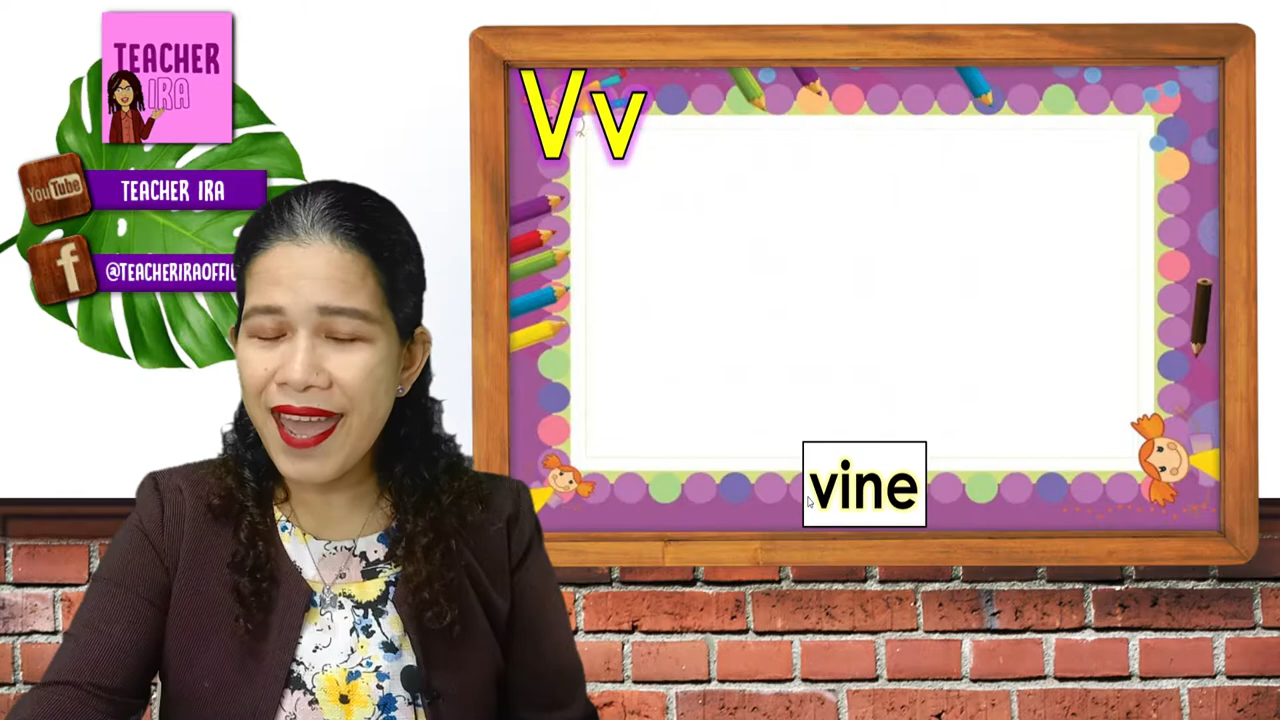 TEACHER
IRA
YouTube
TEACHER IRA
f
@TEACHERIRAOFFI
Vv
vine